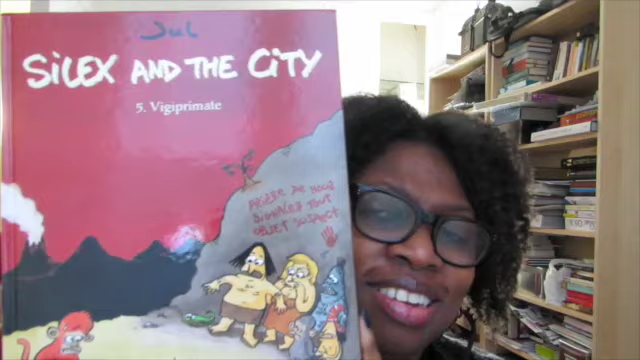 Jul
SiLEX AND THE CiTY
5. Vigiprimate
PRIÈRE DE NOUS
SIGNALER TOUT
OBJET SUSPECT